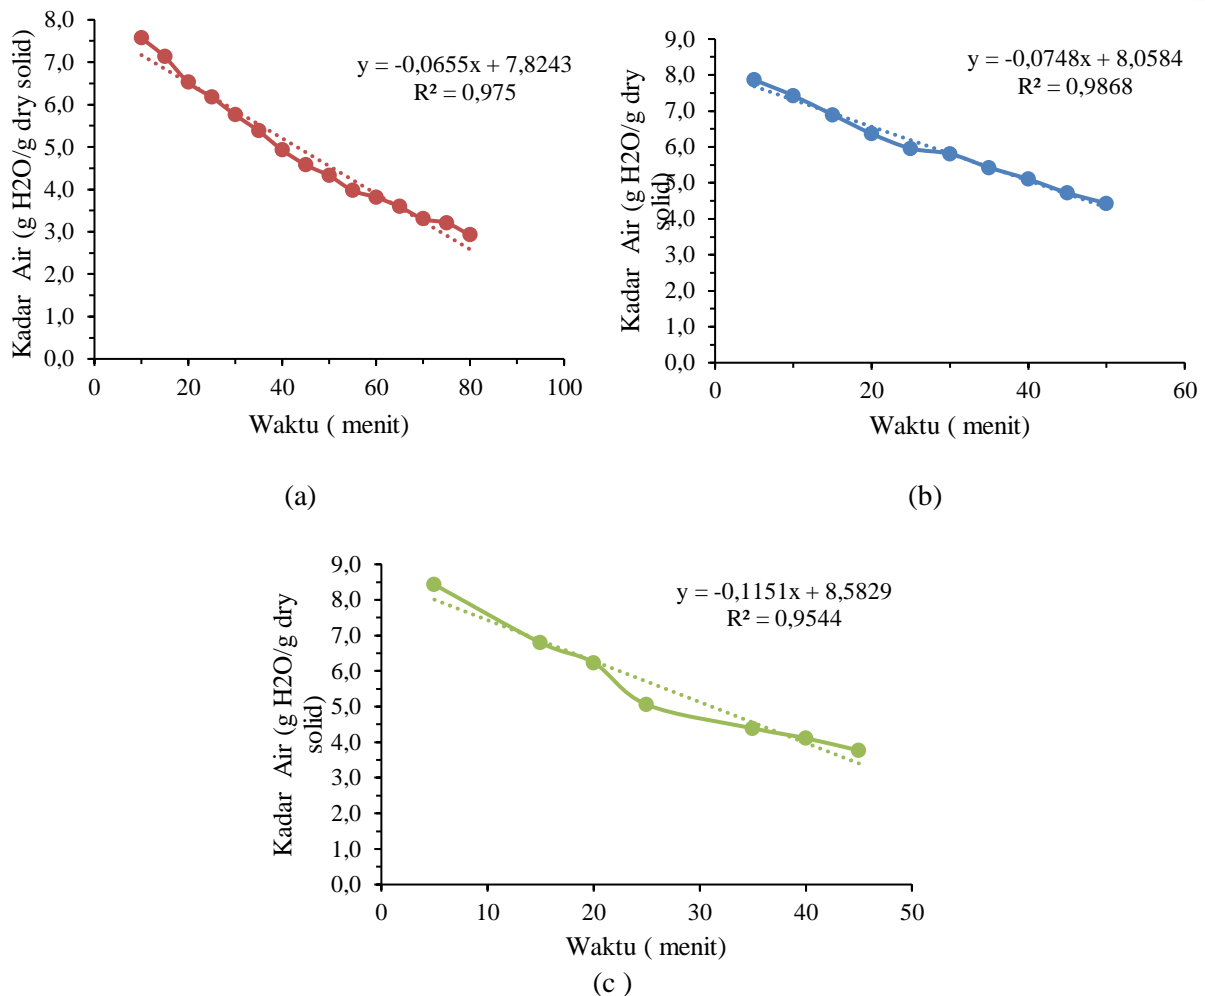 Kadar Air (g H2O/g dry solid)
8,0
7,0
6,0
5,0
4,0
3,0
2,0
1,0
0,0
y = -0,0655x + 7,8243
R² = 0,975
0 20 40 60 80 100
Waktu ( menit)
(a)
Kadar Air (g H2O/g dry
solid)
9,0
8,0
7,0
6,0
5,0
4,0
3,0
2,0
1,0
0,0
y = -0,0748x + 8,0584
R² = 0,9868
0 20 40 60
Waktu ( menit)
(b)
Kadar Air (g H2O/g dry
solid)
9,0
8,0
7,0
6,0
5,0
4,0
3,0
2,0
1,0
0,0
y = -0,1151x + 8,5829
R² = 0,9544
0 10 20 30 40 50
Waktu ( menit)
(c )